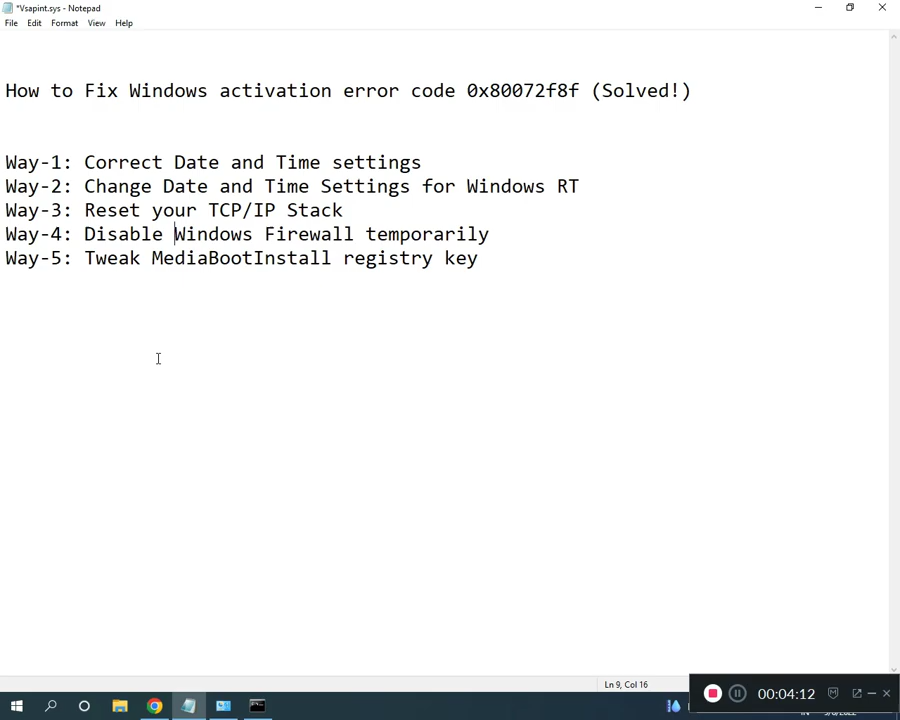 *Vsapint.sys - Notepad
File Edit Format View Help
How to Fix Windows activation error code 0x80072f8f (Solved!)
Way-1: Correct Date and Time settings
Way-2: Change Date and Time Settings for Windows RT
Way-3: Reset your TCP/IP Stack
Way-4: Disable Windows Firewall temporarily
Way-5: Tweak MediaBootInstall registry key
Ln 9, Col 16
00:04:12